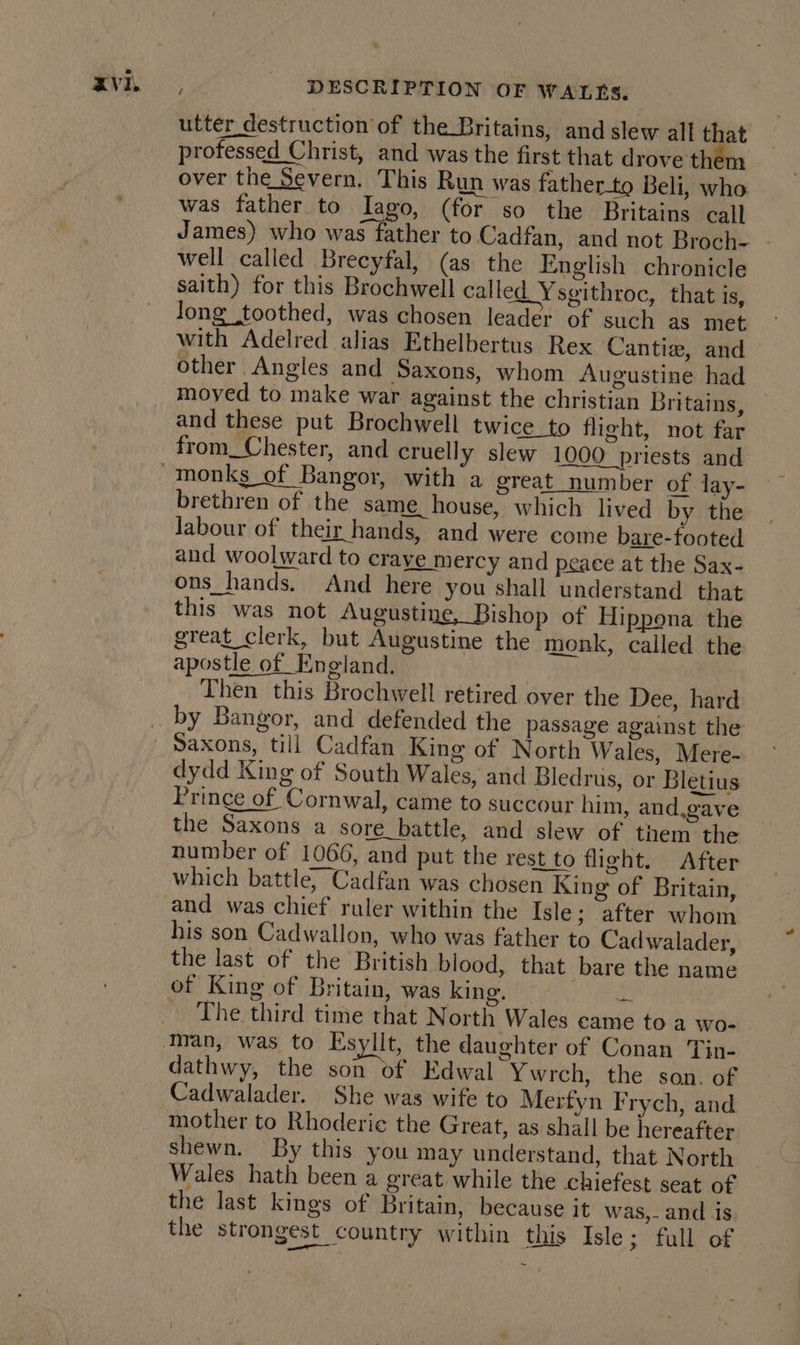 xvi. DESCRIPTION OF WALES.
utter destruction of the Britains, and slew all that
professed Christ, and was the first that drove them
over the Severn. This Run was father to Beli, who
was father to Iago, (for so the Britains call
James) who was father to Cadfan, and not Broch-
well called Brecyfal, (as the English chronicle
saith) for this Brochwell called Ysgithroc, that is,
long toothed, was chosen leader of such as met
with Adelred alias Ethelbertus Rex Cantiæ, and
other Angles and Saxons, whom Augustine had
moved to make war against the christian Britains,
and these put Brochwell twice to flight, not far
from Chester, and cruelly slew 1000 priests and
monks of Bangor, with a great number of lay-
brethren of the same house, which lived by the
labour of their hands, and were come bare-footed
and woolward to crave mercy and peace at the Sax-
ons hands. And here you shall understand that
this was not Augustine, Bishop of Hippona the
great clerk, but Augustine the monk, called the
apostle of England.
Then this Brochwell retired over the Dee, hard
by Bangor, and defended the passage against the
Saxons, till Cadfan King of North Wales, Mere-
dydd King of South Wales, and Bledrus, or Bletius
Prince of Cornwal, came to succour him, and gave
the Saxons a sore battle, and slew of them the
number of 1066, and put the rest to flight. After
which battle, Cadfan was chosen King of Britain,
and was chief ruler within the Isle; after whom
his son Cadwallon, who was father to Cadwalader,
the last of the British blood, that bare the name
of King of Britain, was king.
The third time that North Wales came to a wo-
man, was to Esyllt, the daughter of Conan Tin-
dathwy, the son of Edwal Ywrch, the son. of
Cadwalader. She was wife to Merfyn Frych, and
mother to Rhoderic the Great, as shall be hereafter
shewn. By this you may understand, that North
Wales hath been a great while the chiefest seat of
the last kings of Britain, because it was, and is
the strongest country within this Isle; full of